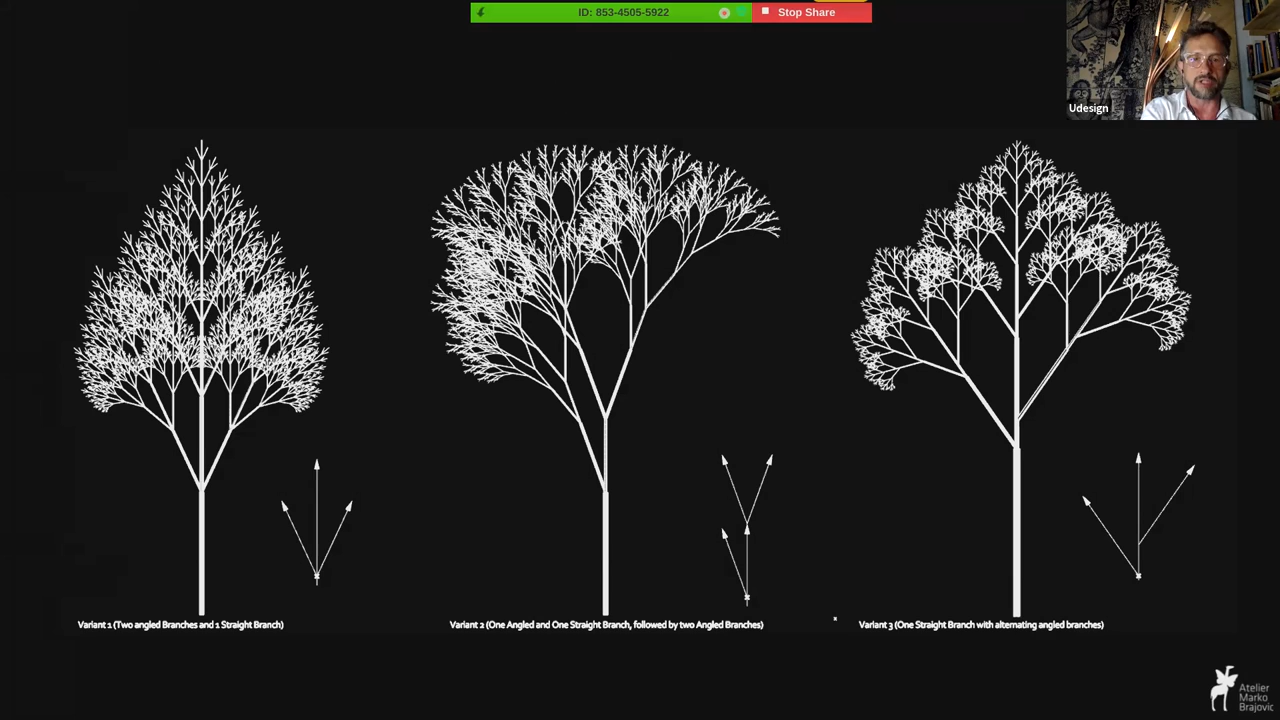 ID: 853-4505-5922
Stop Share
Udesign
Variant 1 (Two angled Branches and 1 Straight Branch)
Variant 2 (One Angled and One Straight Branch, followed by two Angled Branches)
Variant 3 (One Straight Branch with alternating angled branches)
Atelier
Marko
Brajovic